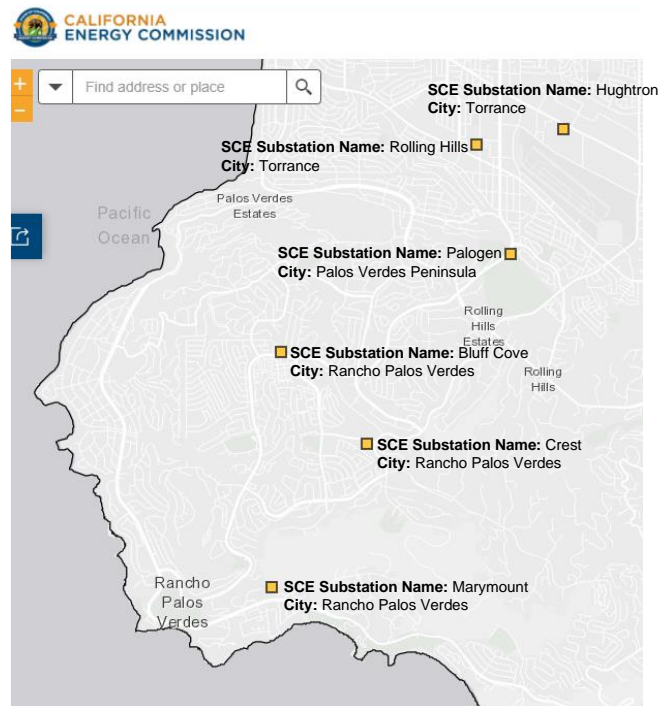 CALIFORNIA
ENERGY COMMISSION
+
Find address or place
−
SCE Substation Name: Hughtron
City: Torrance
SCE Substation Name: Rolling Hills
City: Torrance
Palos Verdes
Estates
Pacific
Ocean
SCE Substation Name: Palogen
City: Palos Verdes Peninsula
Rolling
Hills
Estates
SCE Substation Name: Bluff Cove
City: Rancho Palos Verdes
Rolling
Hills
SCE Substation Name: Crest
City: Rancho Palos Verdes
Rancho
Palos
Verdes
SCE Substation Name: Marymount
City: Rancho Palos Verdes